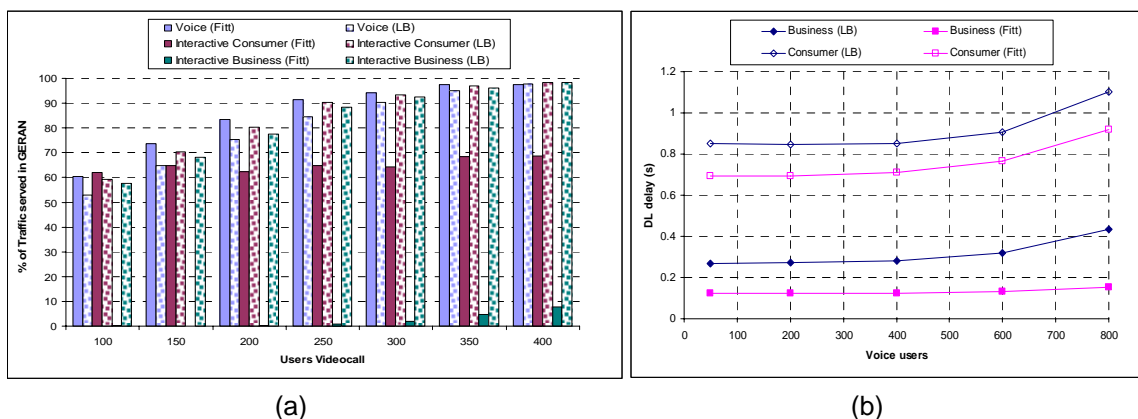 Voice (Fitt) Voice (LB)
Interactive Consumer (Fitt) Interactive Consumer (LB)
Interactive Business (Fitt) Interactive Business (LB)
% of Traffic served in GERAN
100
90
80
70
60
50
40
30
20
10
0
100 150 200 250 300 350 400
Users Videocall
(a)
Business (LB) Business (Fitt)
Consumer (LB) Consumer (Fitt)
DL delay (s)
1.2
1
0.8
0.6
0.4
0.2
0
0 100 200 300 400 500 600 700 800
Voice users
(b)